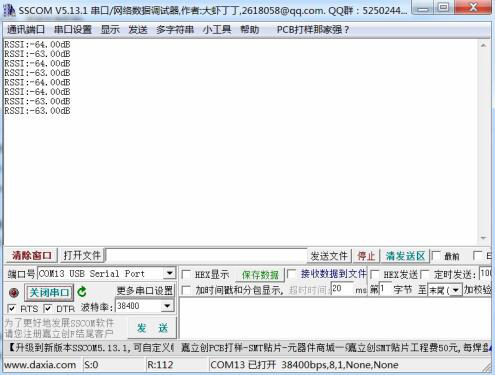 SSCOM V5.13.1 串口/网络数据调试器,作者:大虾丁丁,2618058@qq.com. QQ群：5250244...
通讯端口 串口设置 显示 发送 多字符串 小工具 帮助 PCB打样那家强？
RSSI:-64.00dB
RSSI:-63.00dB
RSSI:-64.00dB
RSSI:-63.00dB
RSSI:-64.00dB
RSSI:-64.00dB
RSSI:-63.00dB
RSSI:-63.00dB
清除窗口 打开文件 发送文件 停止 清发送区 最前
端口号 COM13 USB Serial Port HEX显示 保存数据 接收数据到文件 HEX发送 定时发送: 100
关闭串口 更多串口设置 加时间戳和分包显示, 超时时间: 20 ms 第1 字节 至 末尾 加校验
RTS DTR 波特率: 38400
为了更好地发展SSCOM软件
请您注册嘉立创F结尾客户
发 送
【升级到新版本SSCOM5.13.1,可自定义 嘉立创PCB打样-SMT贴片-元器件商城一 嘉立创SMT贴片工程费50元,每焊盘
www.daxia.com S:0 R:112 COM13 已打开 38400bps,8,1,None,None